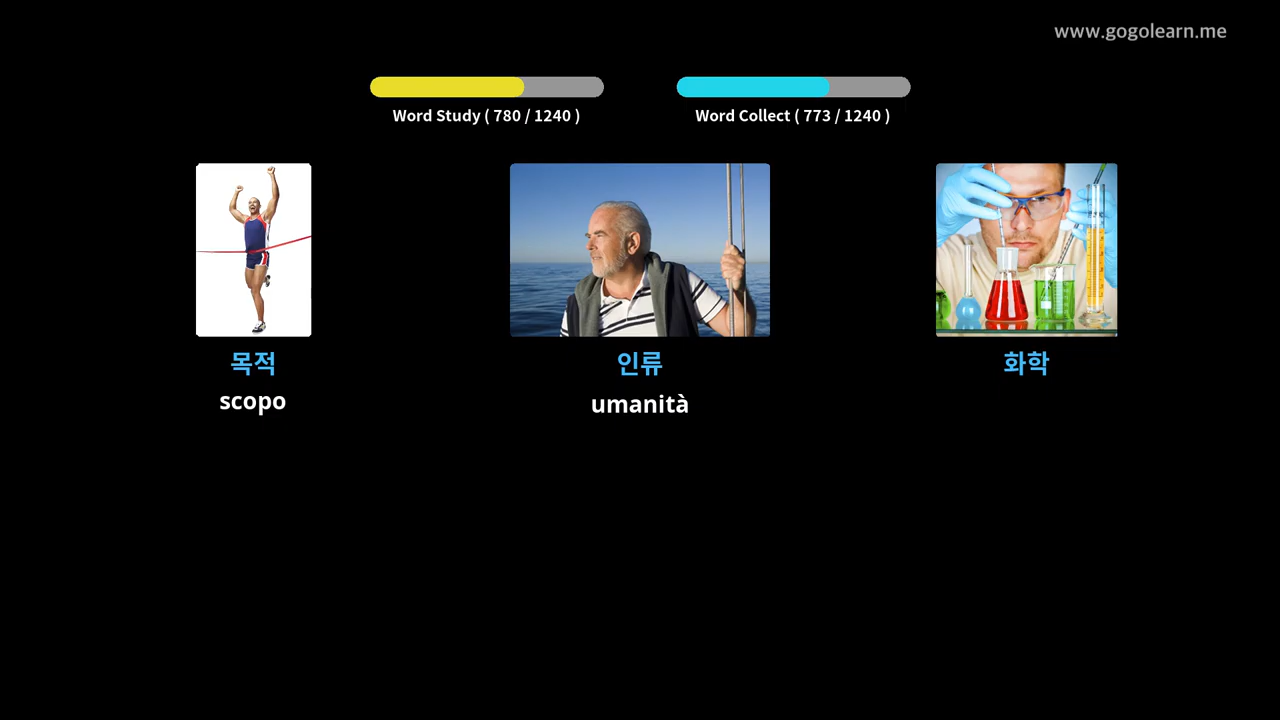 www.gogolearn.me
Word Study ( 780 / 1240 )
Word Collect ( 773 / 1240 )
목적
인류
화학
scopo
umanità